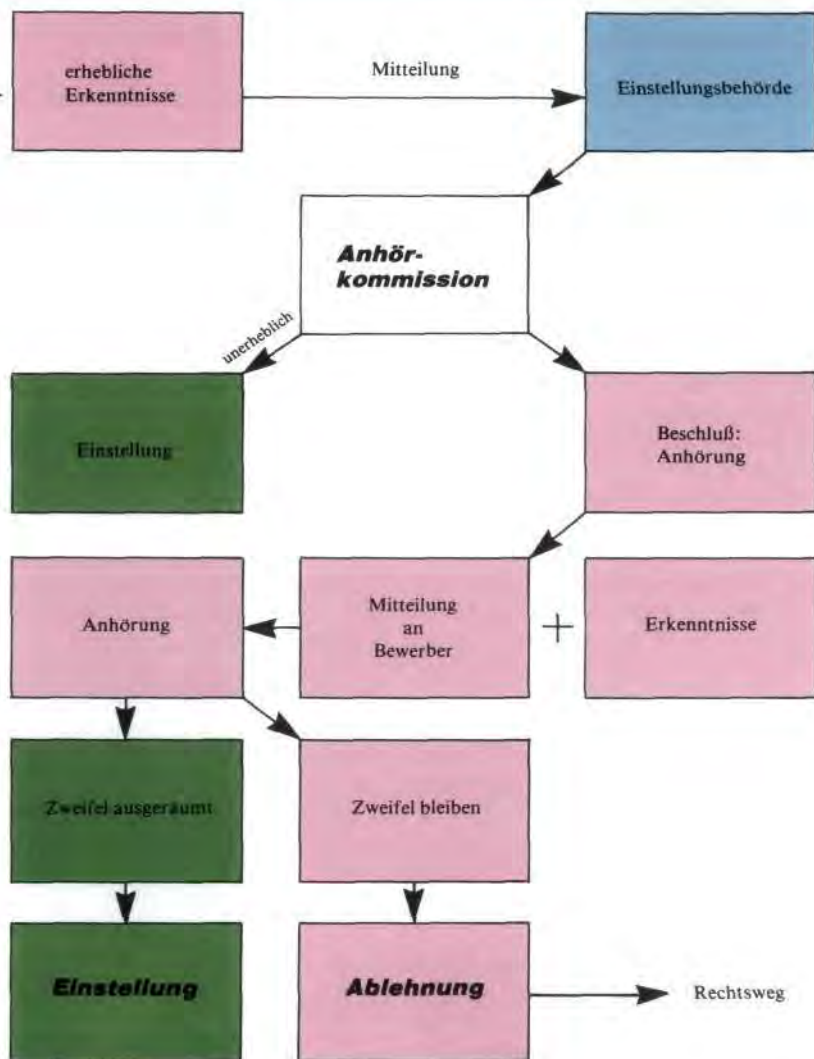 erhebliche
Erkenntnisse
Mitteilung
Einstellungsbehörde
Anhör-
kommission
unerheblich
Einstellung
Beschluß:
Anhörung
Anhörung
Mitteilung
an
Bewerber
+
Erkenntnisse
Zweifel ausgeräumt
Zweifel bleiben
Einstellung
Ablehnung
Rechtsweg